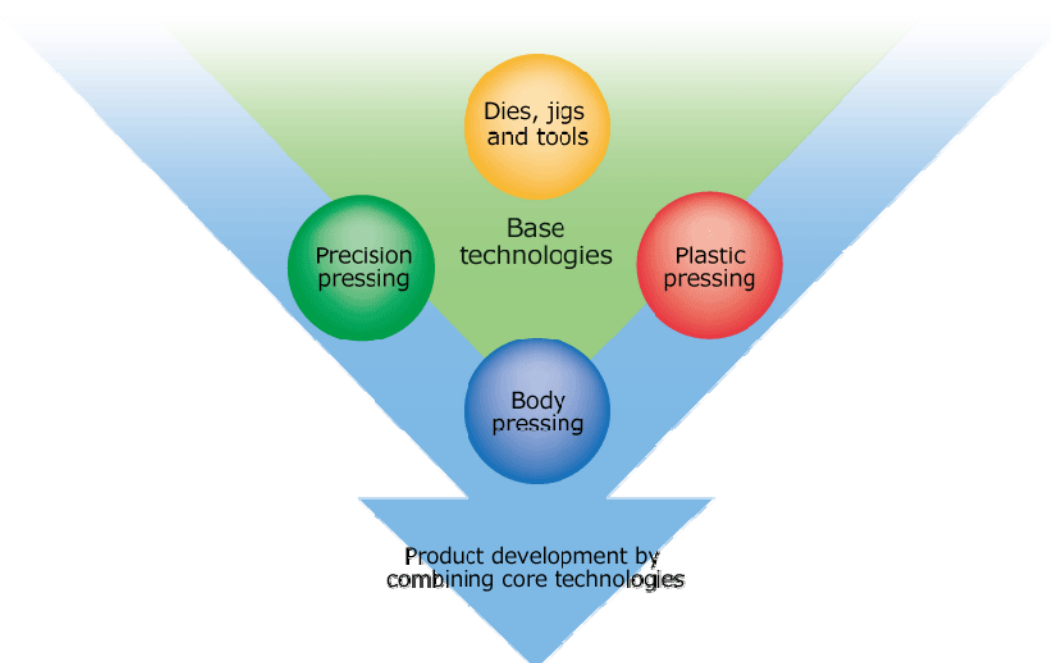 Dies, jigs
and tools
Base
technologies
Precision
pressing
Plastic
pressing
Body
pressing
Product development by
combining core technologies